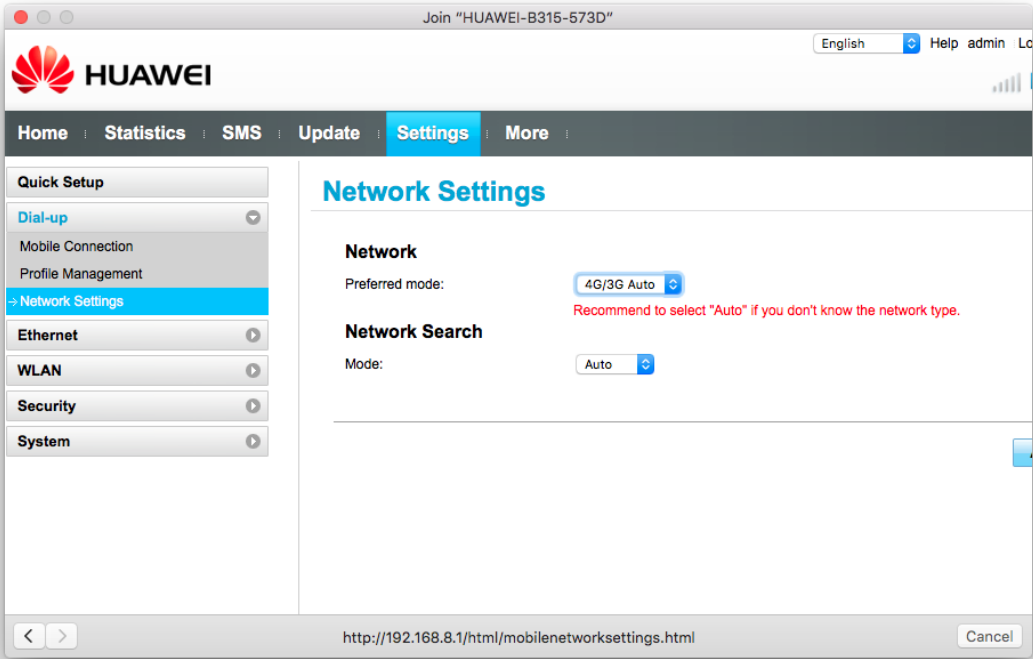 Join “HUAWEI-B315-573D”
English Help admin
HUAWEI
Home Statistics SMS Update Settings More
Quick Setup
Network Settings
Dial-up
Mobile Connection
Profile Management
Network Settings
Ethernet
WLAN
Security
System
Network
Preferred mode: 4G/3G Auto
Recommend to select "Auto" if you don't know the network type.
Network Search
Mode: Auto
http://192.168.8.1/html/mobilenetworksettings.html
Cancel